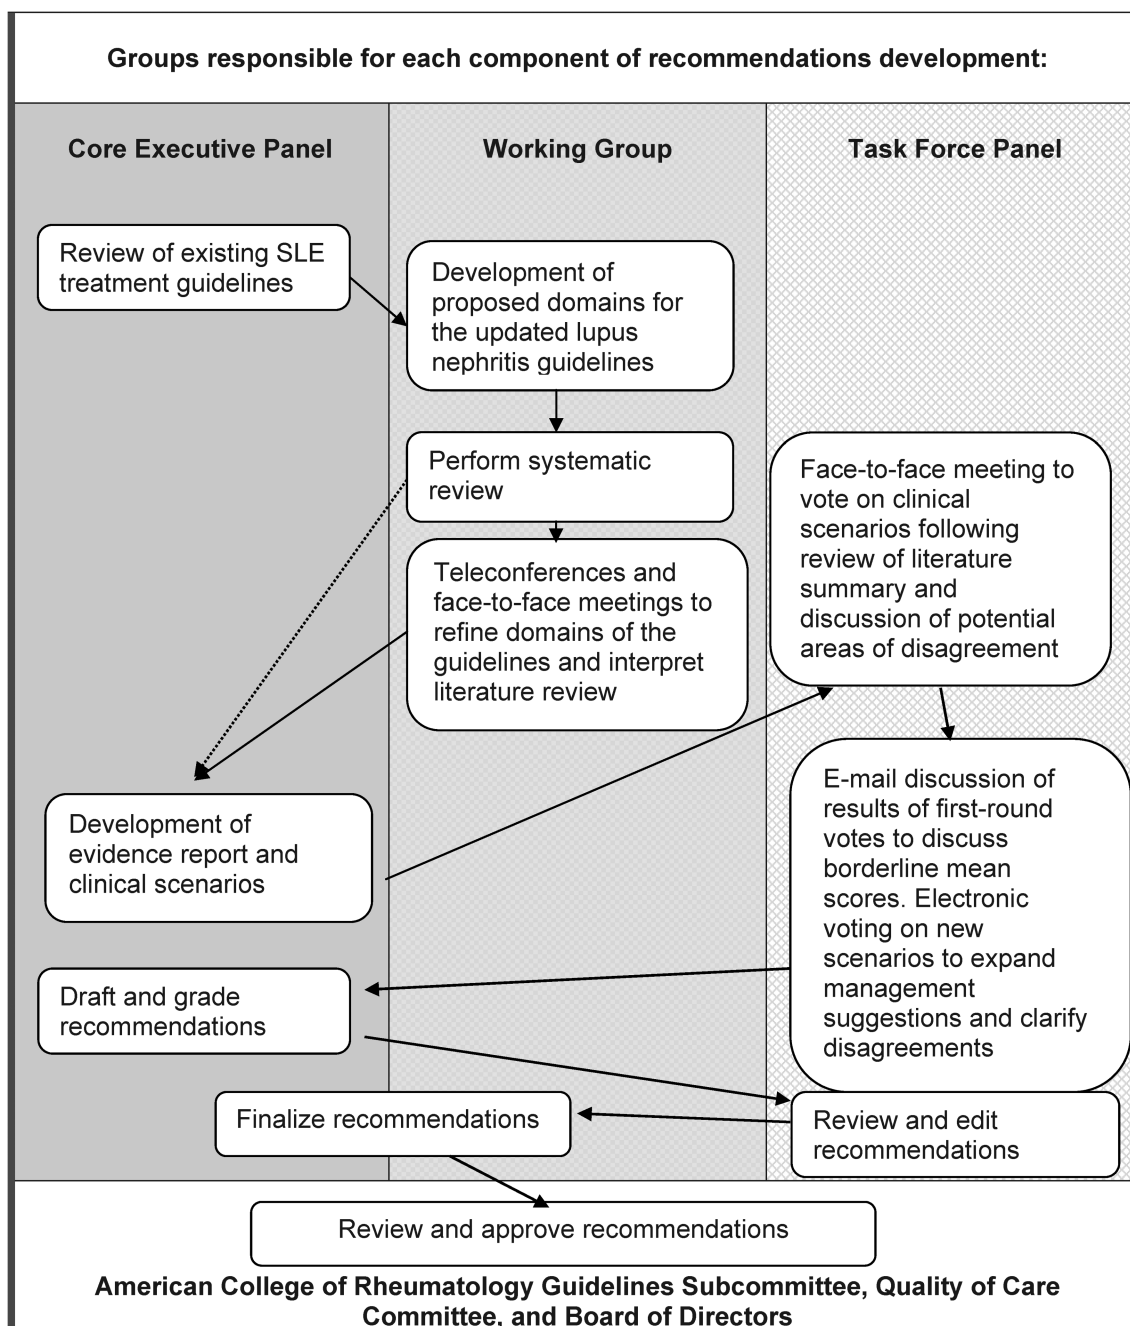 Groups responsible for each component of recommendations development:
Core Executive Panel
Working Group
Task Force Panel
Review of existing SLE
treatment guidelines
Development of
proposed domains for
the updated lupus
nephritis guidelines
Perform systematic
review
Teleconferences and
face-to-face meetings to
refine domains of the
guidelines and interpret
literature review
Development of
evidence report and
clinical scenarios
Face-to-face meeting to
vote on clinical
scenarios following
review of literature
summary and
discussion of potential
areas of disagreement
E-mail discussion of
results of first-round
votes to discuss
borderline mean
scores. Electronic
voting on new
scenarios to expand
management
suggestions and clarify
disagreements
Draft and grade
recommendations
Review and edit
recommendations
Finalize recommendations
Review and approve recommendations
American College of Rheumatology Guidelines Subcommittee, Quality of Care
Committee, and Board of Directors